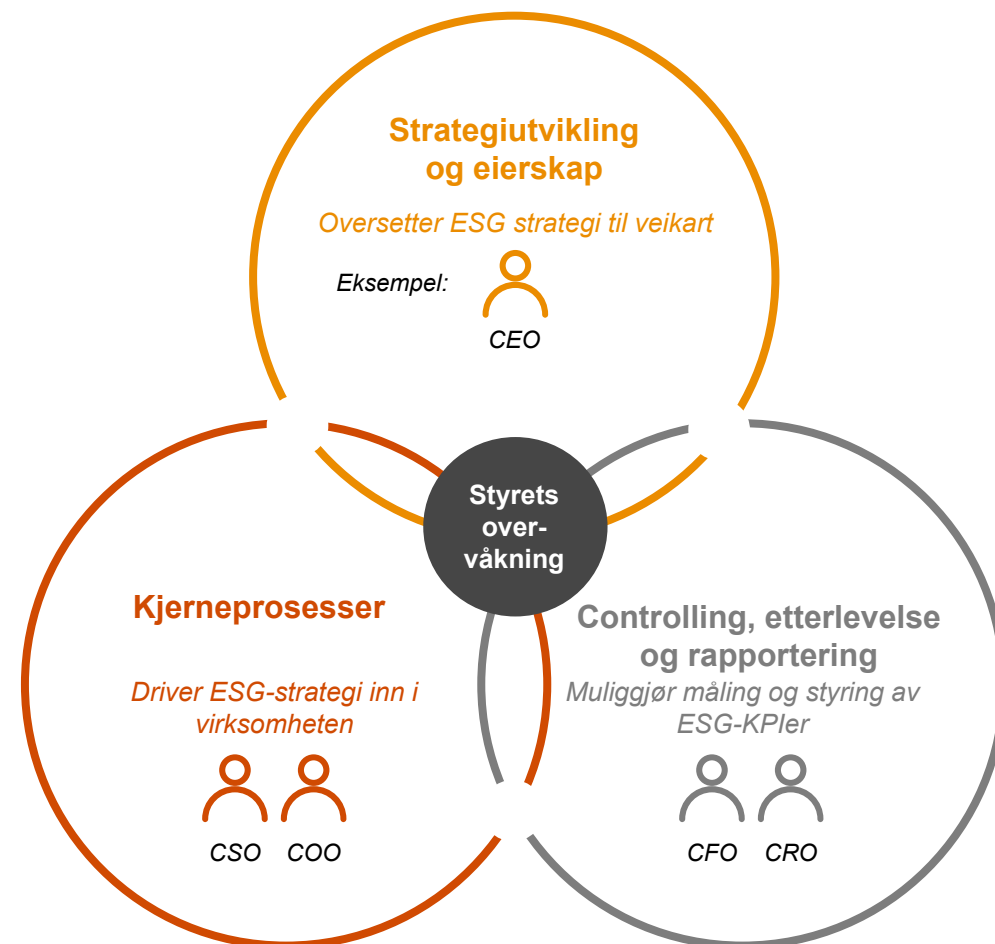 Strategiutvikling
og eierskap
Oversetter ESG strategi til veikart
Eksempel:
CEO
Styrets
over-
våkning
Kjerneprosesser
Driver ESG-strategi inn i
virksomheten
CSO COO
Controlling, etterlevelse
og rapportering
Muliggjør måling og styring av
ESG-KPIer
CFO CRO